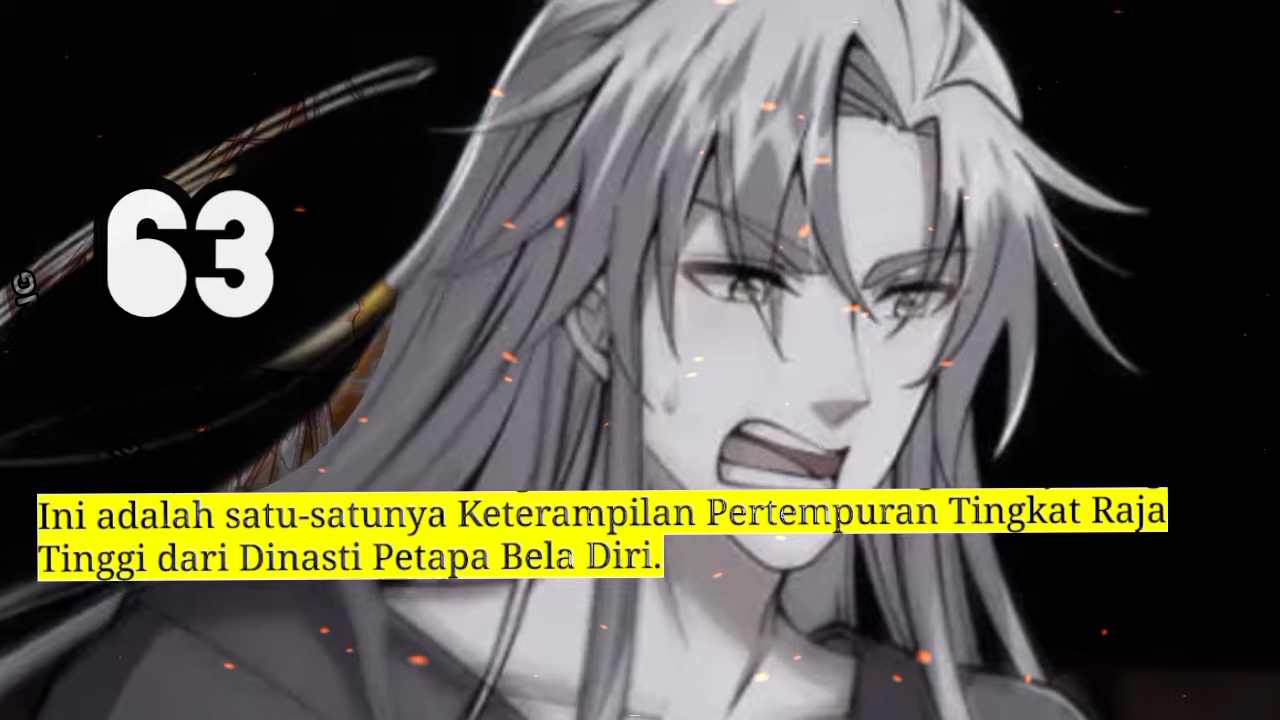 63
Ini adalah satu-satunya Keterampilan Pertempuran Tingkat Raja
Tinggi dari Dinasti Petapa Bela Diri.